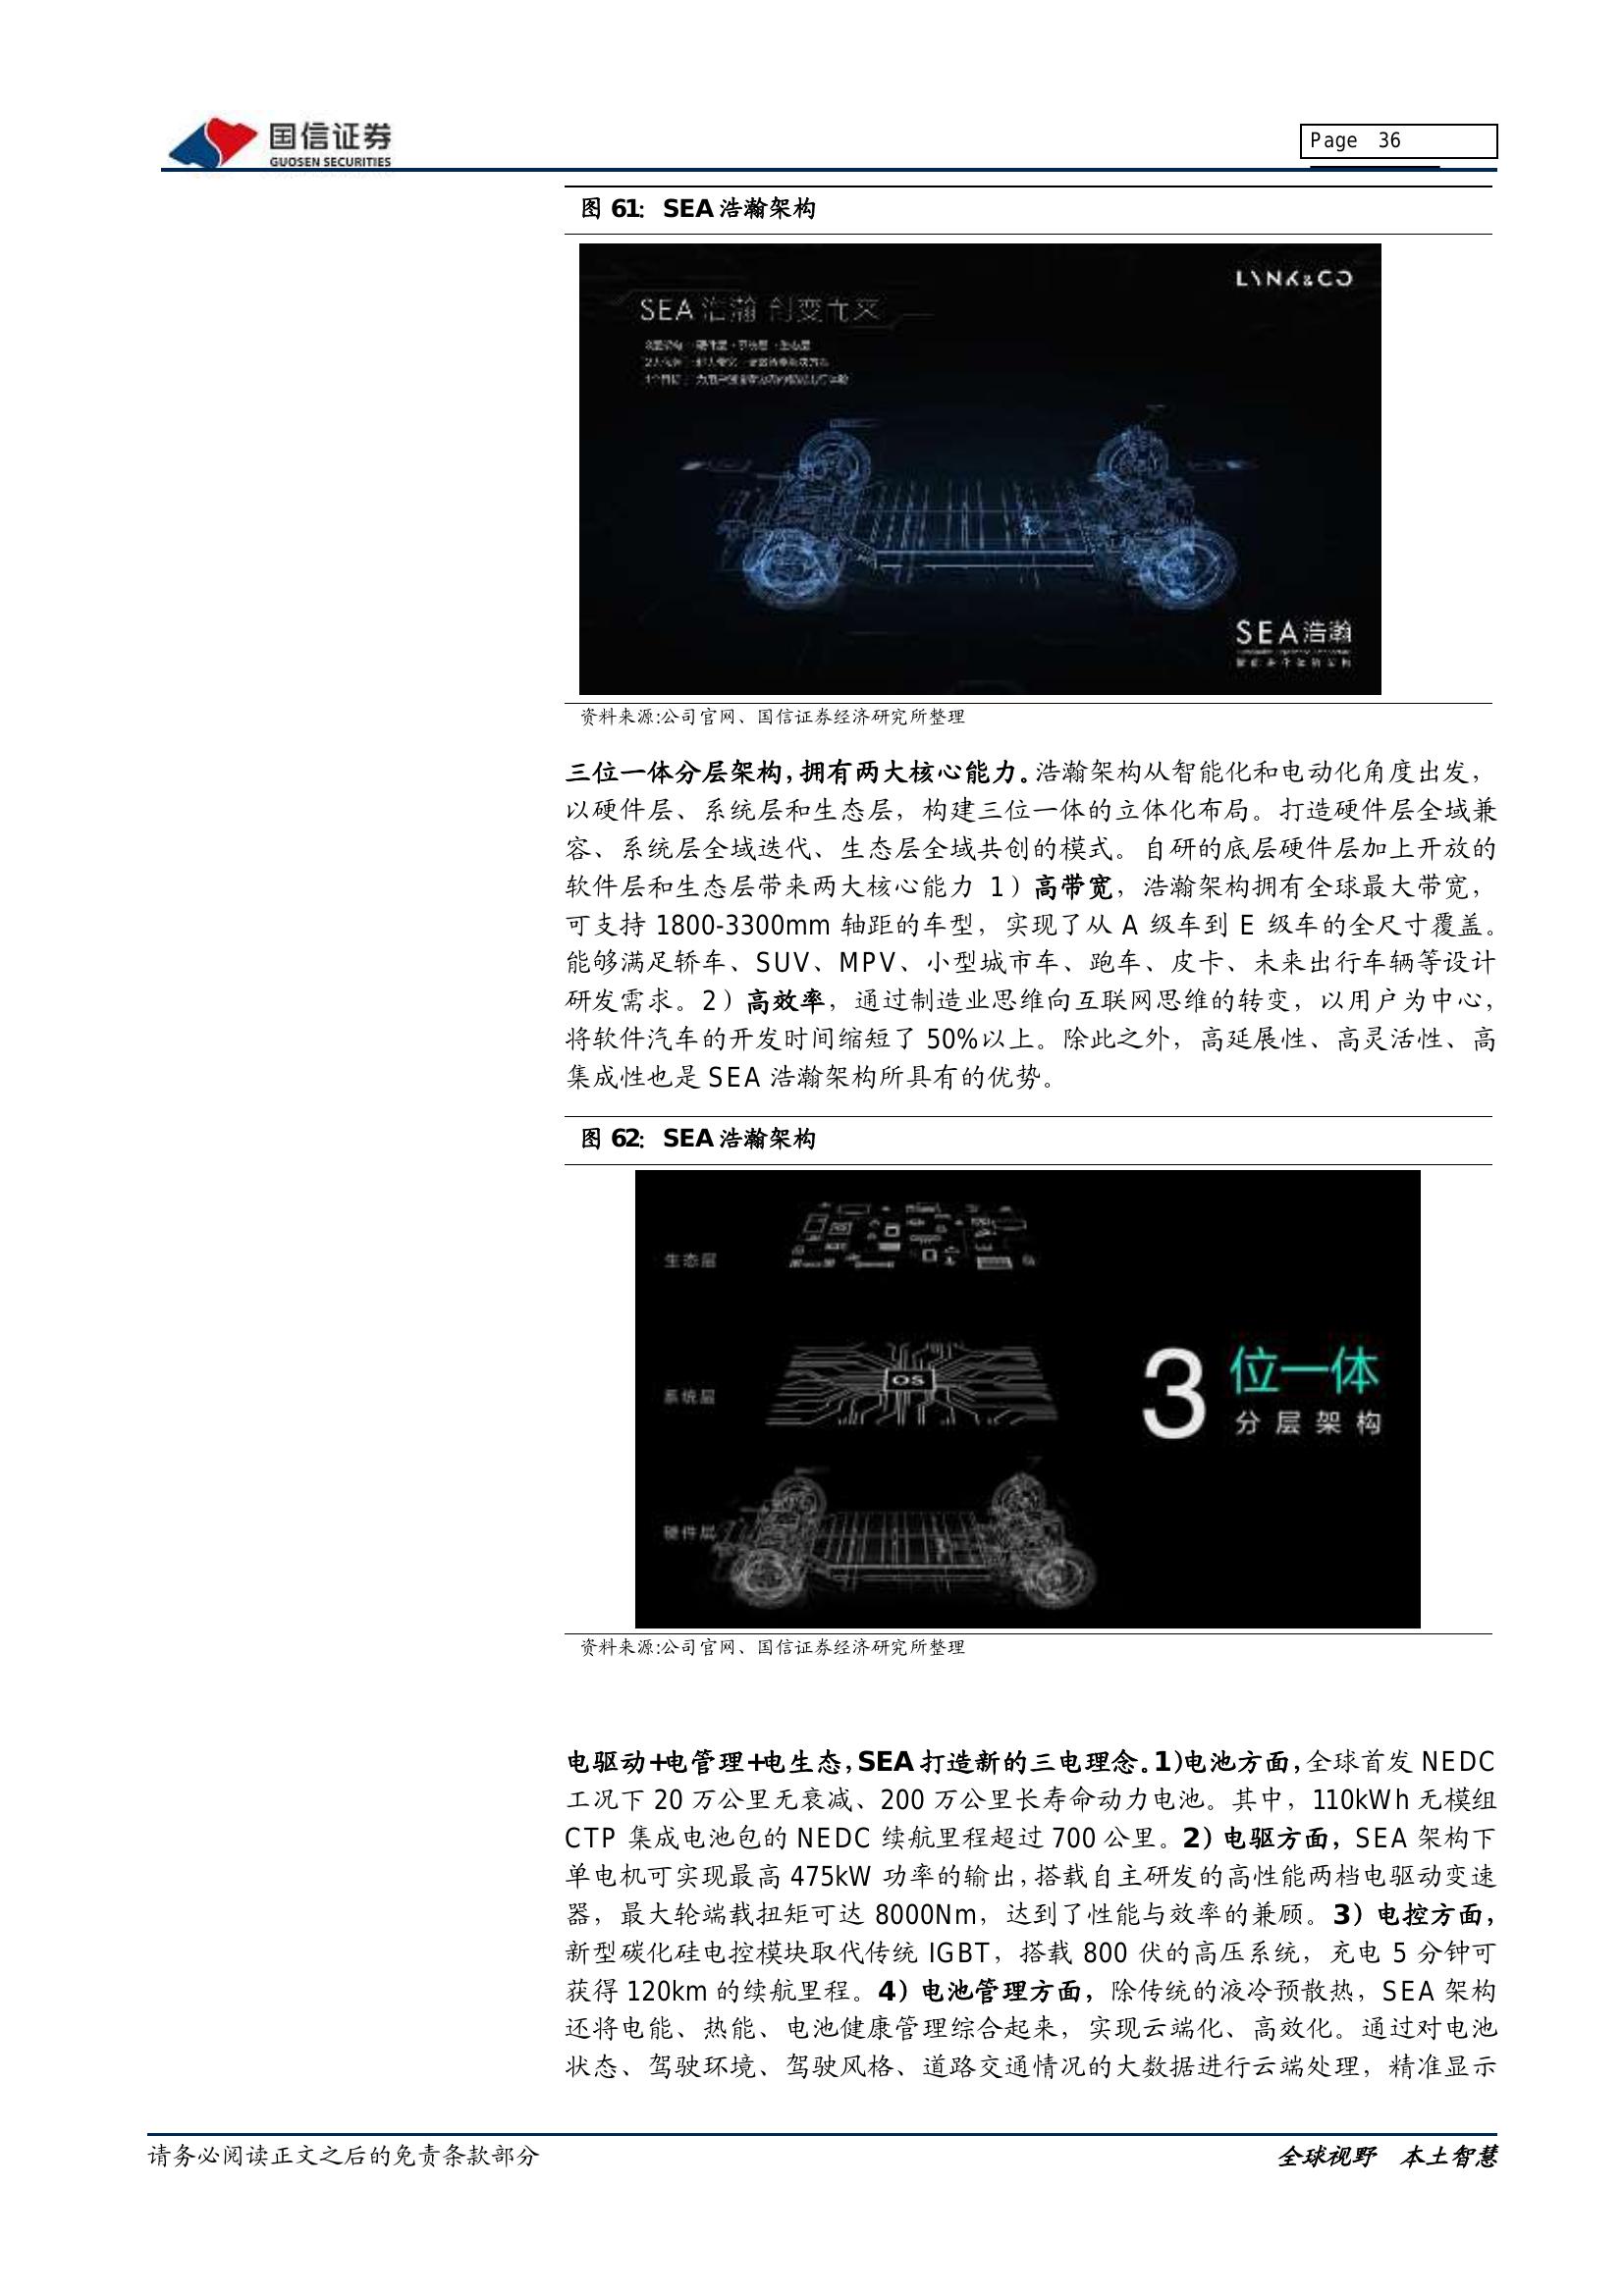 国信证券
GUOSEN SECURITIES
Page 36
图 61: SEA 浩瀚架构
LYNK&CO
SEA 浩瀚
SEA浩瀚
资料来源:公司官网、国信证券经济研究所整理
三位一体分层架构，拥有两大核心能力。浩瀚架构从智能化和电动化角度出发，
以硬件层、系统层和生态层，构建三位一体的立体化布局。打造硬件层全域兼
容、系统层全域迭代、生态层全域共创的模式。自研的底层硬件层加上开放的
软件层和生态层带来两大核心能力 1）高带宽，浩瀚架构拥有全球最大带宽，
可支持 1800-3300mm 轴距的车型，实现了从 A 级车到 E 级车的全尺寸覆盖。
能够满足轿车、SUV、MPV、小型城市车、跑车、皮卡、未来出行车辆等设计
研发需求。2）高效率，通过制造业思维向互联网思维的转变，以用户为中心，
将软件汽车的开发时间缩短了 50%以上。除此之外，高延展性、高灵活性、高
集成性也是 SEA 浩瀚架构所具有的优势。
图 62: SEA 浩瀚架构
生态层
系统层
OS
硬件层
3 位一体
分层架构
资料来源:公司官网、国信证券经济研究所整理
电驱动+电管理+电生态，SEA 打造新的三电理念。1)电池方面，全球首发 NEDC
工况下 20 万公里无衰减、200 万公里长寿命动力电池。其中，110kWh 无模组
CTP 集成电池包的 NEDC 续航里程超过 700 公里。2）电驱方面，SEA 架构下
单电机可实现最高 475kW 功率的输出，搭载自主研发的高性能两档电驱动变速
器，最大轮端载扭矩可达 8000Nm，达到了性能与效率的兼顾。3）电控方面，
新型碳化硅电控模块取代传统 IGBT，搭载 800 伏的高压系统，充电 5 分钟可
获得 120km 的续航里程。4）电池管理方面，除传统的液冷预散热，SEA 架构
还将电能、热能、电池健康管理综合起来，实现云端化、高效化。通过对电池
状态、驾驶环境、驾驶风格、道路交通情况的大数据进行云端处理，精准显示
请务必阅读正文之后的免责条款部分
全球视野 本土智慧